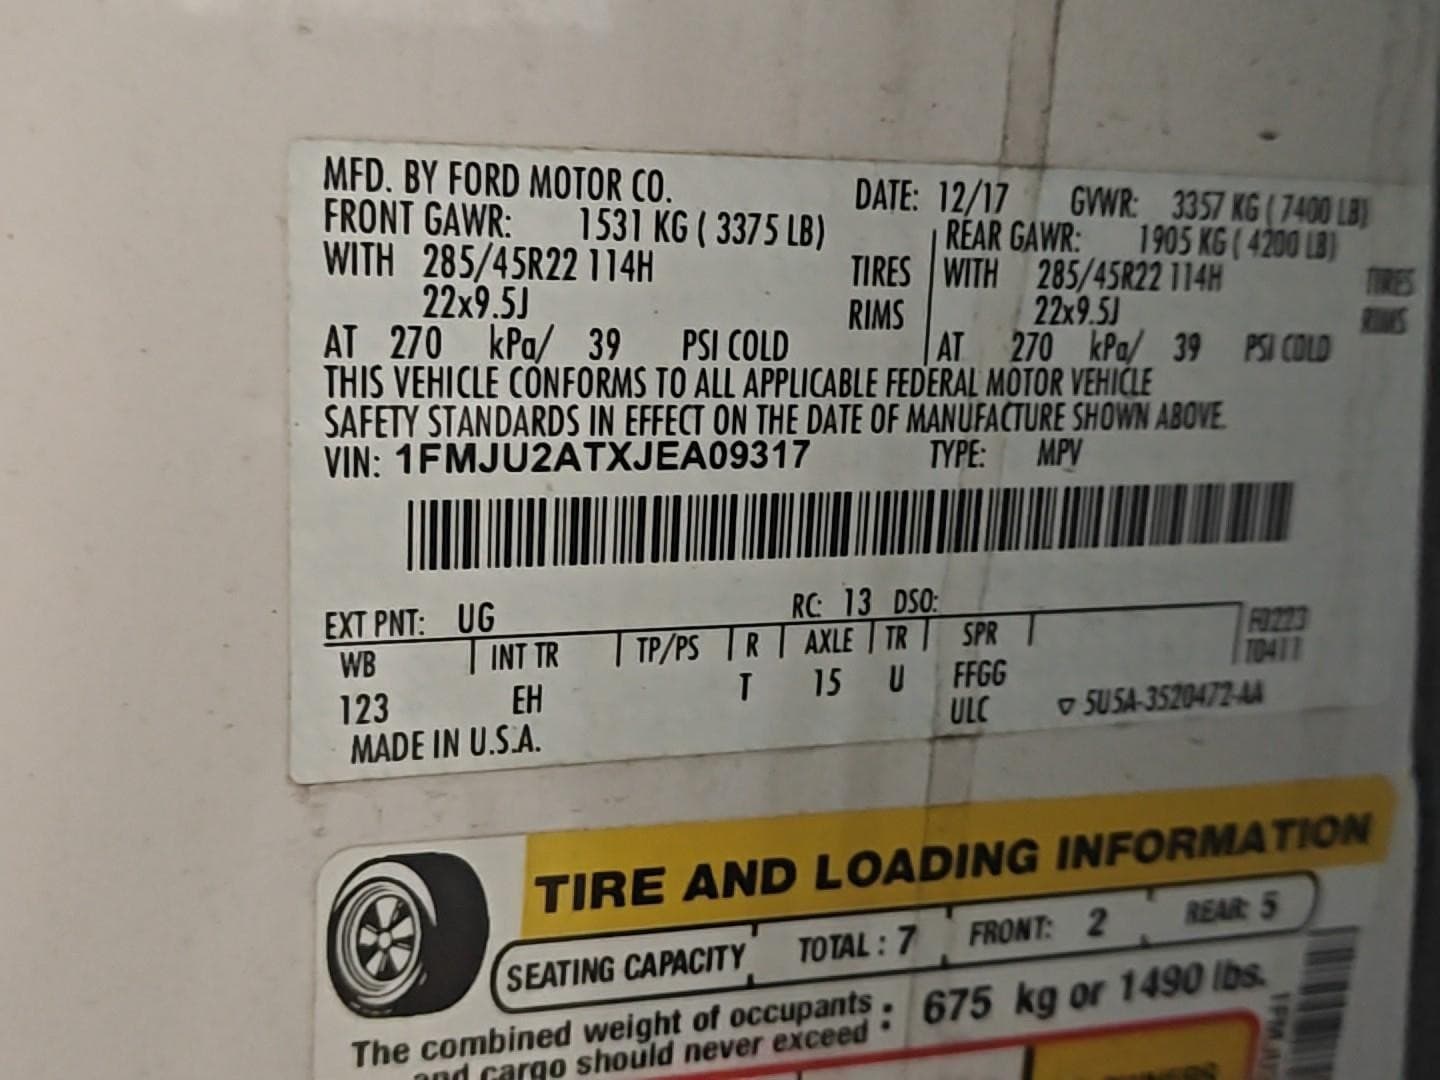 MFD. BY FORD MOTOR CO. DATE: 12/17 GVWR: 3357 KG ( 7400 LB)
FRONT GAWR: 1531 KG ( 3375 LB) REAR GAWR: 1905 KG ( 4200 LB)
WITH 285/45R22 114H TIRES WITH 285/45R22 114H TIRES
22x9.5J RIMS 22x9.5J RIMS
AT 270 kPa/ 39 PSI COLD AT 270 kPa/ 39 PSI COLD
THIS VEHICLE CONFORMS TO ALL APPLICABLE FEDERAL MOTOR VEHICLE
SAFETY STANDARDS IN EFFECT ON THE DATE OF MANUFACTURE SHOWN ABOVE.
VIN: 1FMJU2ATXJEA09317 TYPE: MPV
EXT PNT: UG RC: 13 DSO:
WB INT TR TP/PS R AXLE TR SPR
123 EH T 15 U FFGG
ULC ▽ 5U5A-3520472-AA
MADE IN U.S.A.
T0411
TIRE AND LOADING INFORMATION
SEATING CAPACITY TOTAL : 7 FRONT: 2 REAR: 5
The combined weight of occupants : 675 kg or 1490 lbs.
and cargo should never exceed